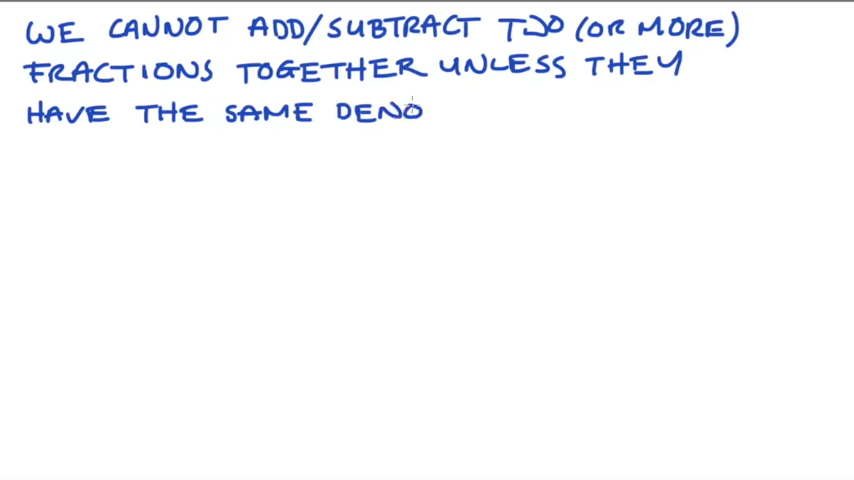 WE CANNOT ADD/SUBTRACT TWO (OR MORE)
FRACTIONS TOGETHER UNLESS THEY
HAVE THE SAME DENO